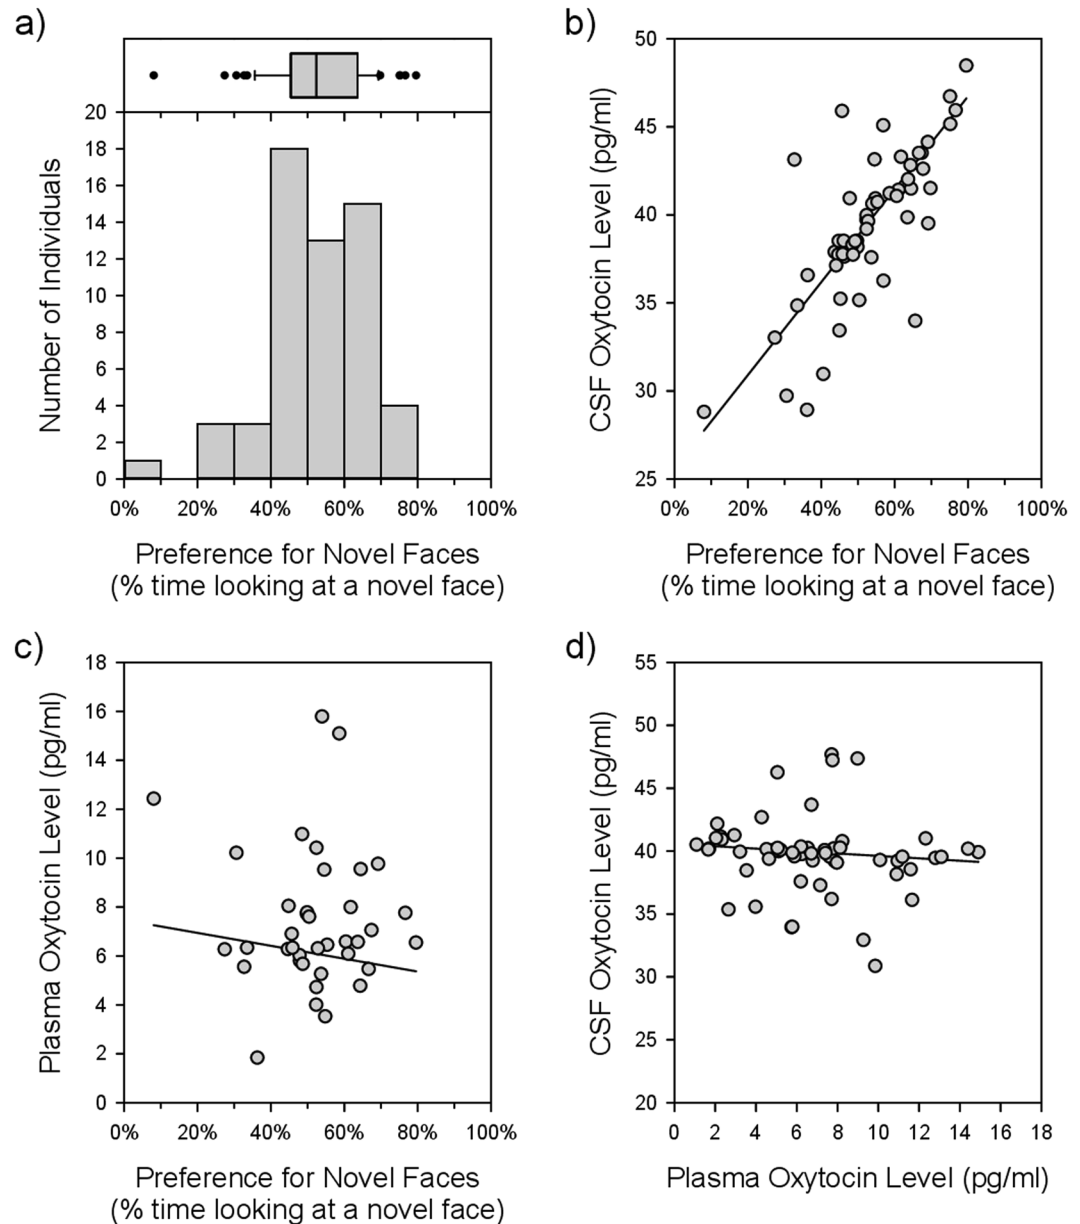 a)
20
18
16
14
12
10
8
6
4
2
0
Number of Individuals
0% 20% 40% 60% 80% 100%
Preference for Novel Faces
(% time looking at a novel face)
b)
50
45
40
35
30
25
CSF Oxytocin Level (pg/ml)
0% 20% 40% 60% 80% 100%
Preference for Novel Faces
(% time looking at a novel face)
c)
18
16
14
12
10
8
6
4
2
0
Plasma Oxytocin Level (pg/ml)
0% 20% 40% 60% 80% 100%
Preference for Novel Faces
(% time looking at a novel face)
d)
55
50
45
40
35
30
25
20
CSF Oxytocin Level (pg/ml)
0 2 4 6 8 10 12 14 16 18
Plasma Oxytocin Level (pg/ml)